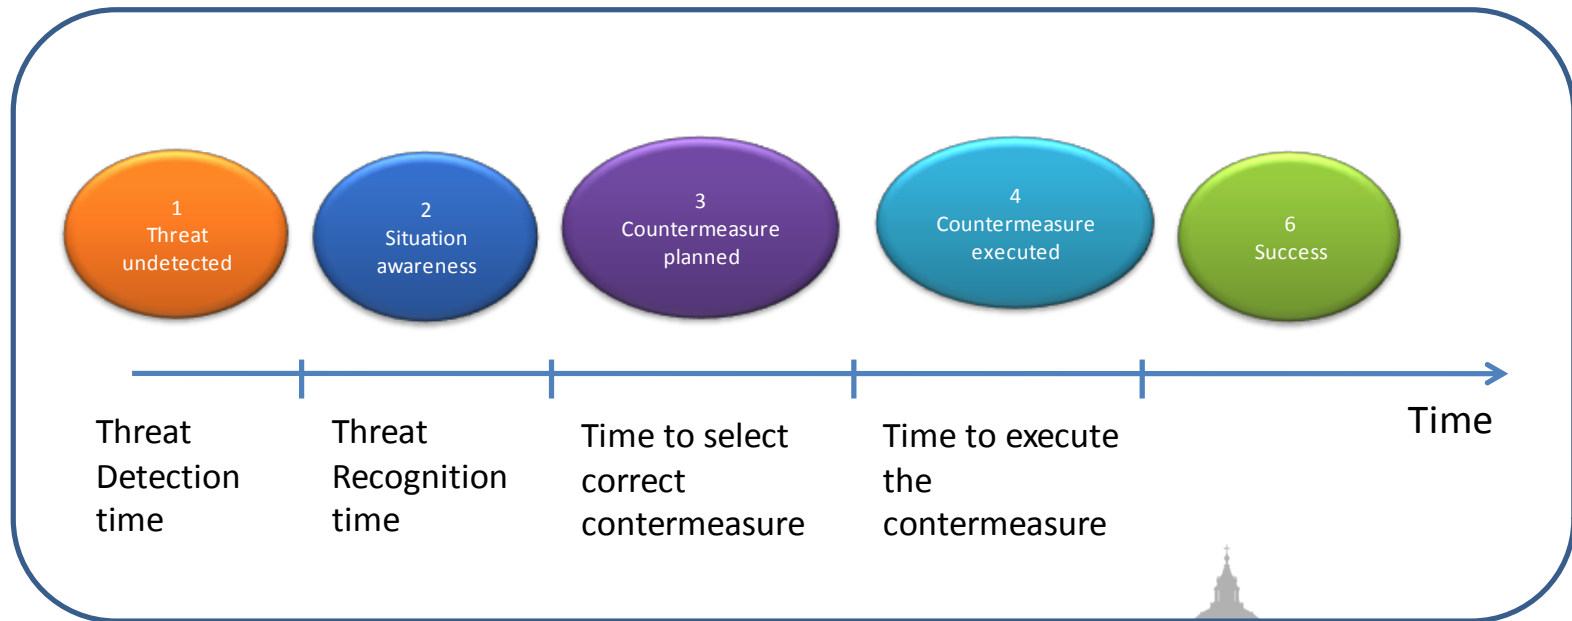 1
Threat
undetected
2
Situation
awareness
3
Countermeasure
planned
4
Countermeasure
executed
6
Success
Time
Threat
Detection
time
Threat
Recognition
time
Time to select
correct
contermeasure
Time to execute
the
contermeasure